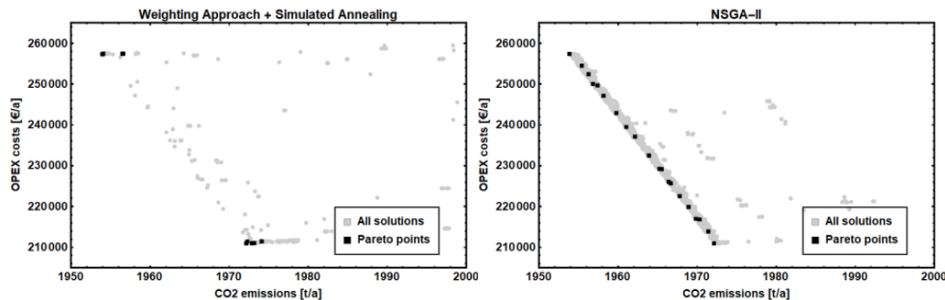 Weighting Approach + Simulated Annealing
OPEX costs [€/a]
260000
250000
240000
230000
220000
210000
All solutions
Pareto points
1950 1960 1970 1980 1990 2000
CO2 emissions [t/a]
NSGA–II
OPEX costs [€/a]
260000
250000
240000
230000
220000
210000
All solutions
Pareto points
1950 1960 1970 1980 1990 2000
CO2 emissions [t/a]